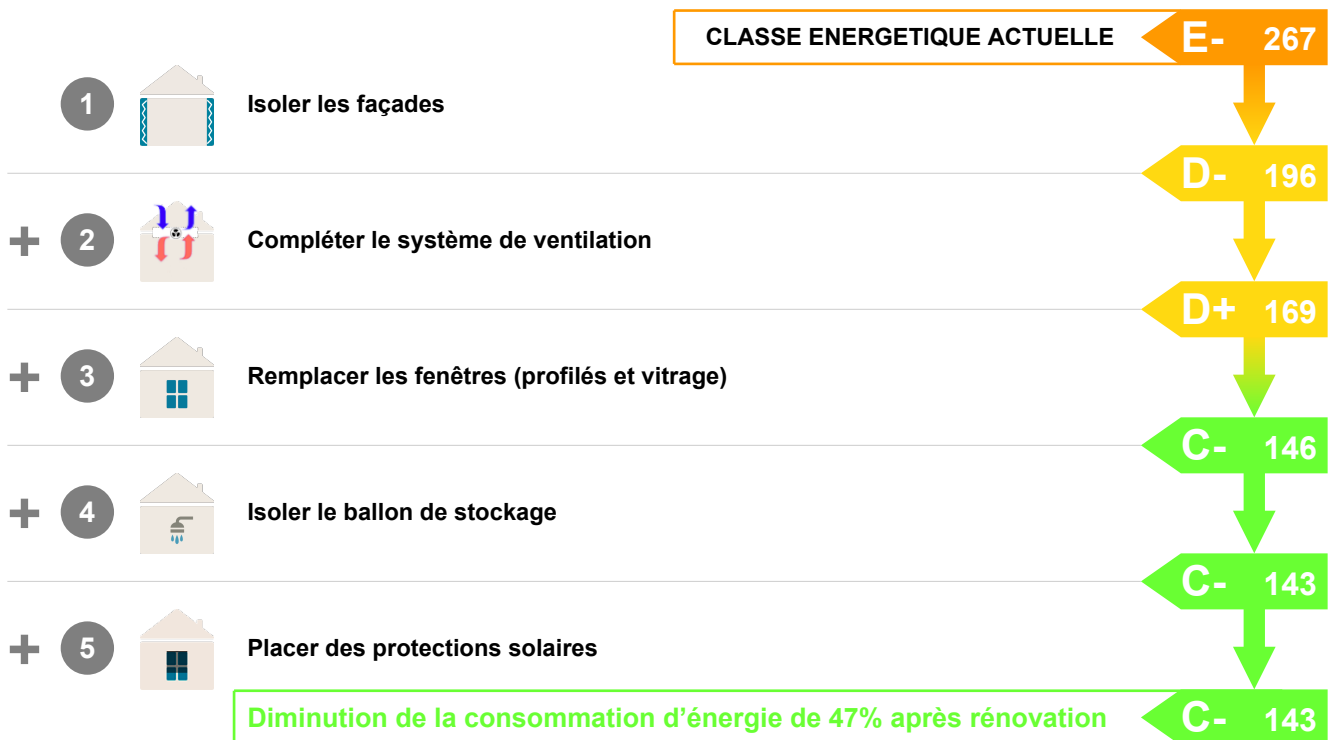 CLASSE ENERGETIQUE ACTUELLE E- 267
1 Isoler les façades
D- 196
+ 2 Compléter le système de ventilation
D+ 169
+ 3 Remplacer les fenêtres (profilés et vitrage)
C- 146
+ 4 Isoler le ballon de stockage
C- 143
+ 5 Placer des protections solaires
Diminution de la consommation d’énergie de 47% après rénovation C- 143